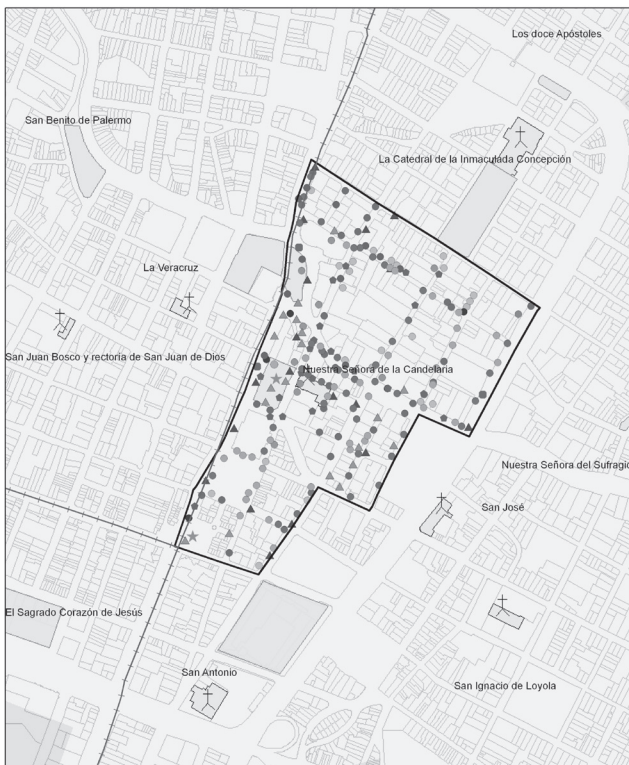 Los doce Apóstoles
San Benito de Palermo
La Catedral de la Inmaculada Concepción
La Veracruz
San Juan Bosco y rectoría de San Juan de Dios
Nuestra Señora de la Candelaria
Nuestra Señora del Sufragio
San José
El Sagrado Corazón de Jesús
San Antonio
San Ignacio de Loyola